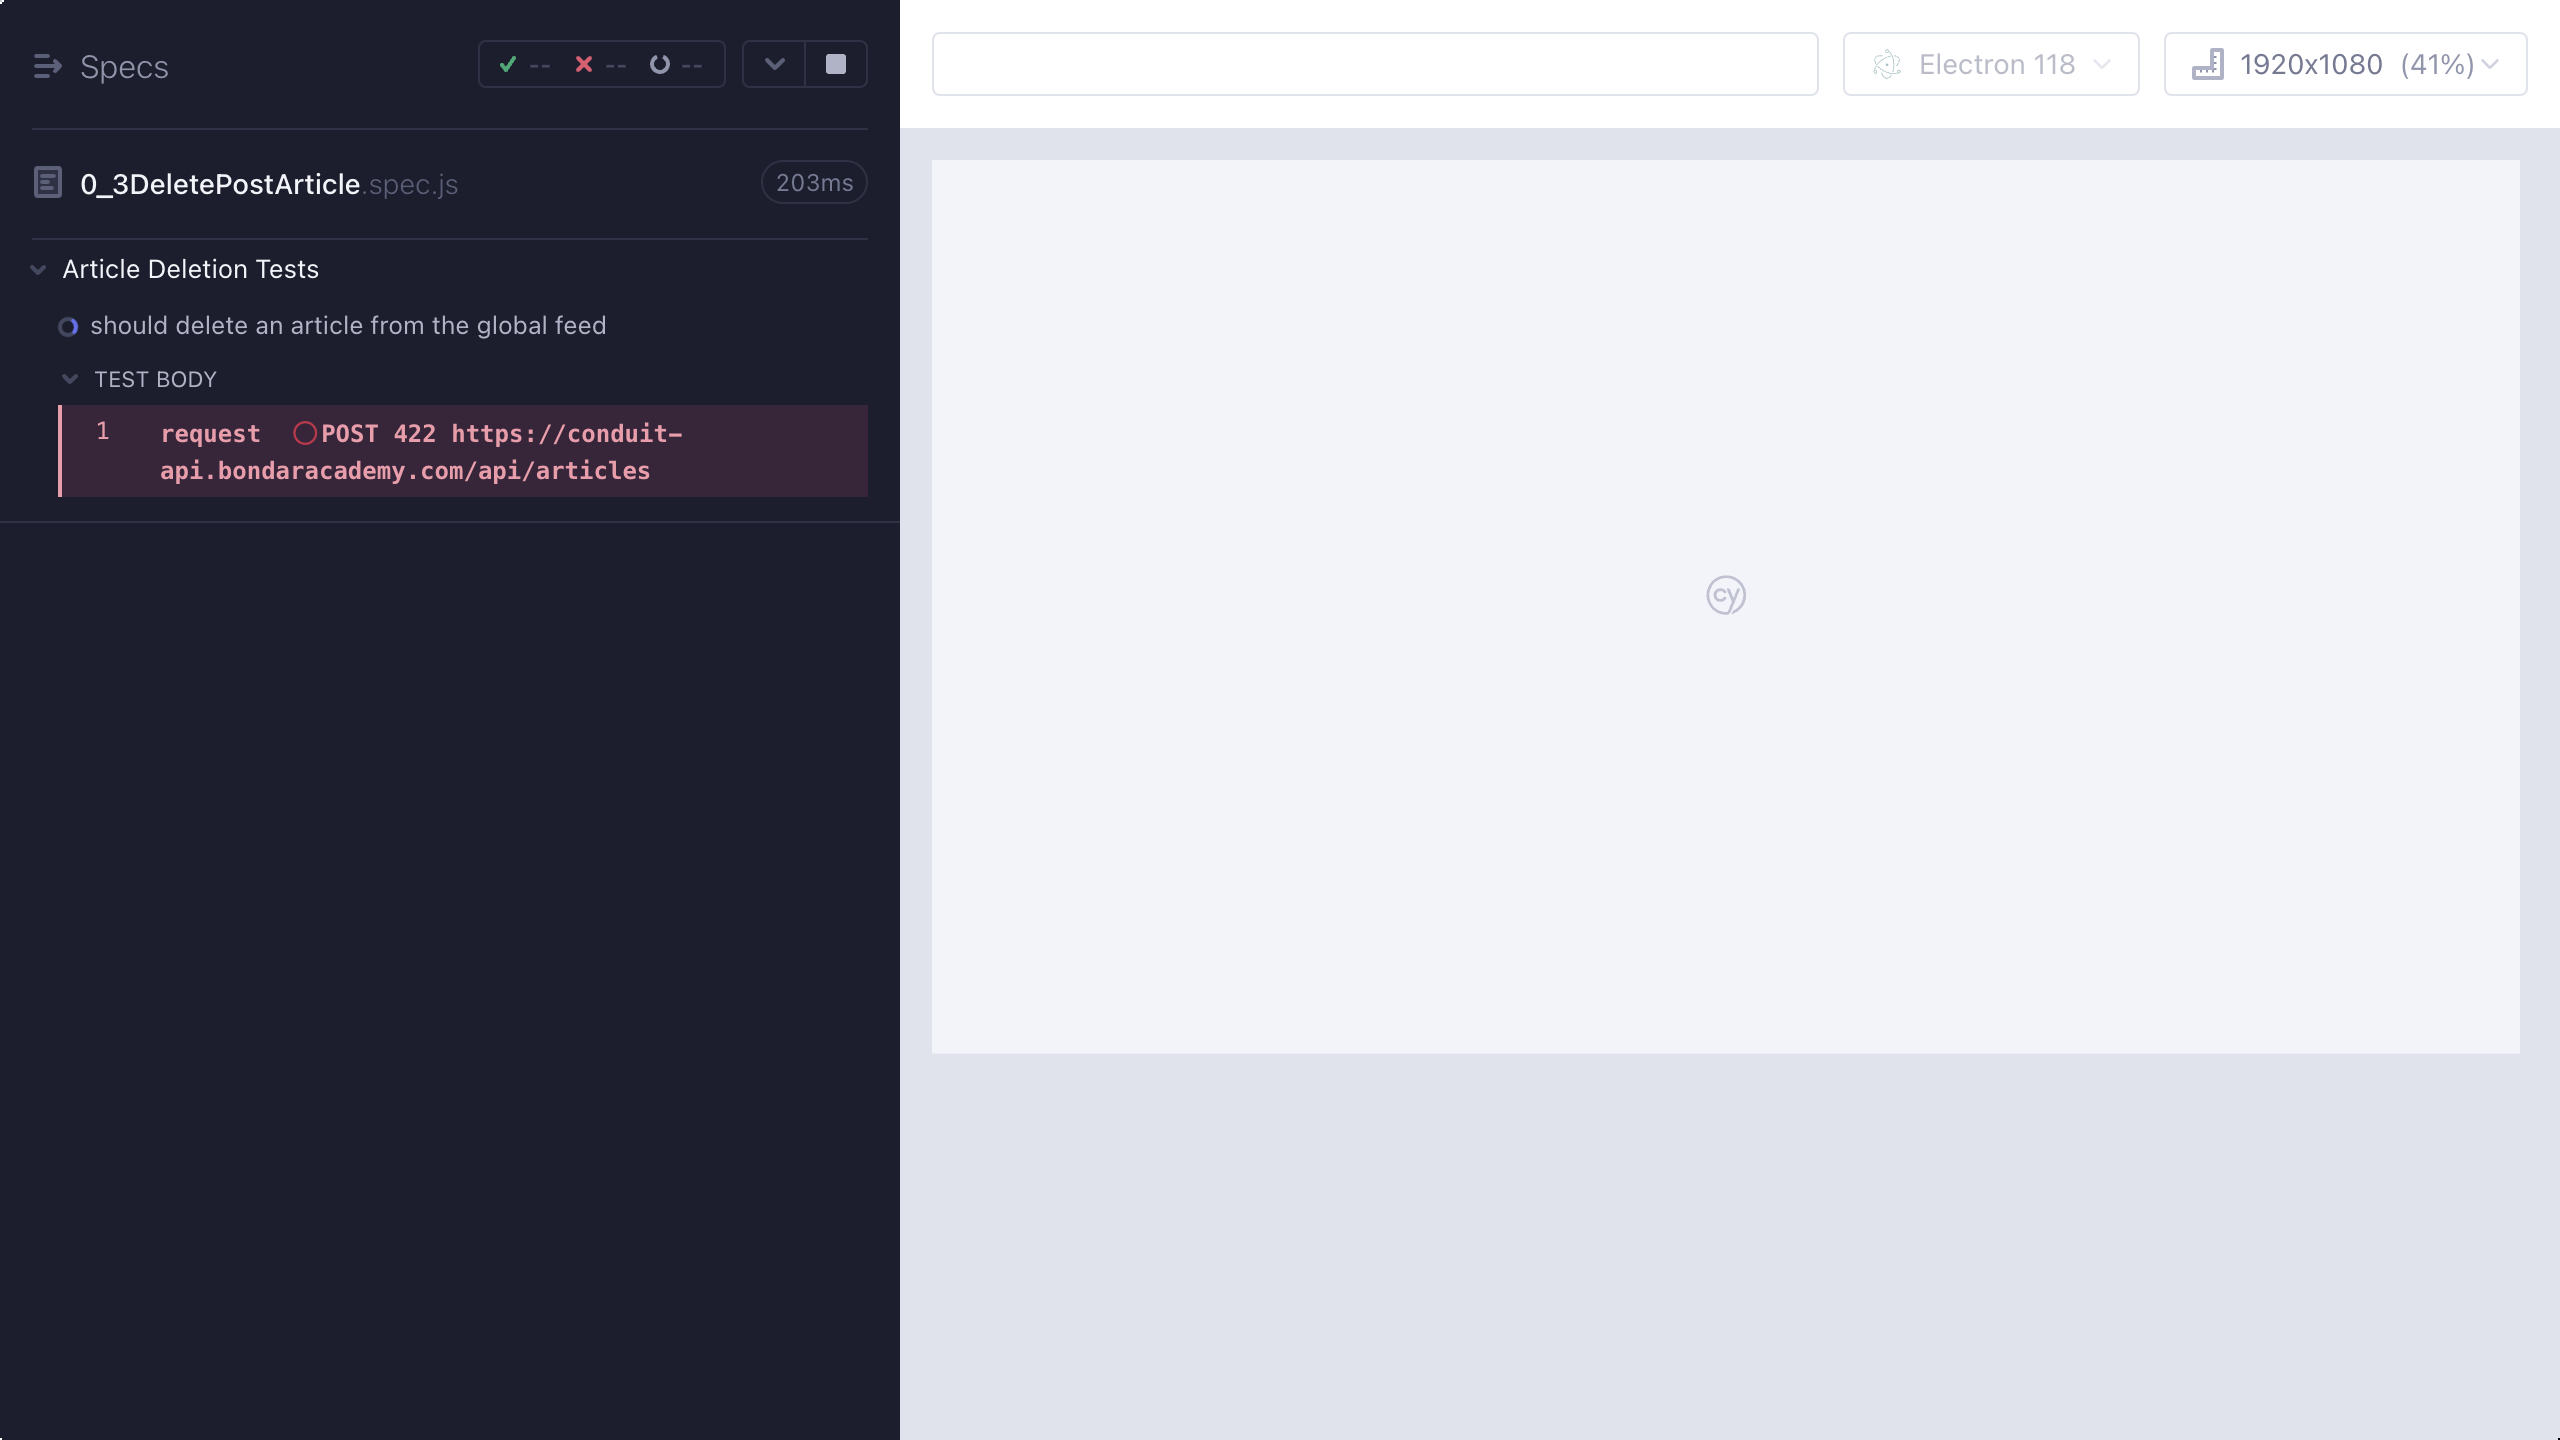 Specs
-- -- --
Electron 118
1920x1080 (41%)
0_3DeletePostArticle.spec.js
203ms
Article Deletion Tests
should delete an article from the global feed
TEST BODY
1 request POST 422 https://conduit-
api.bondaracademy.com/api/articles
cy